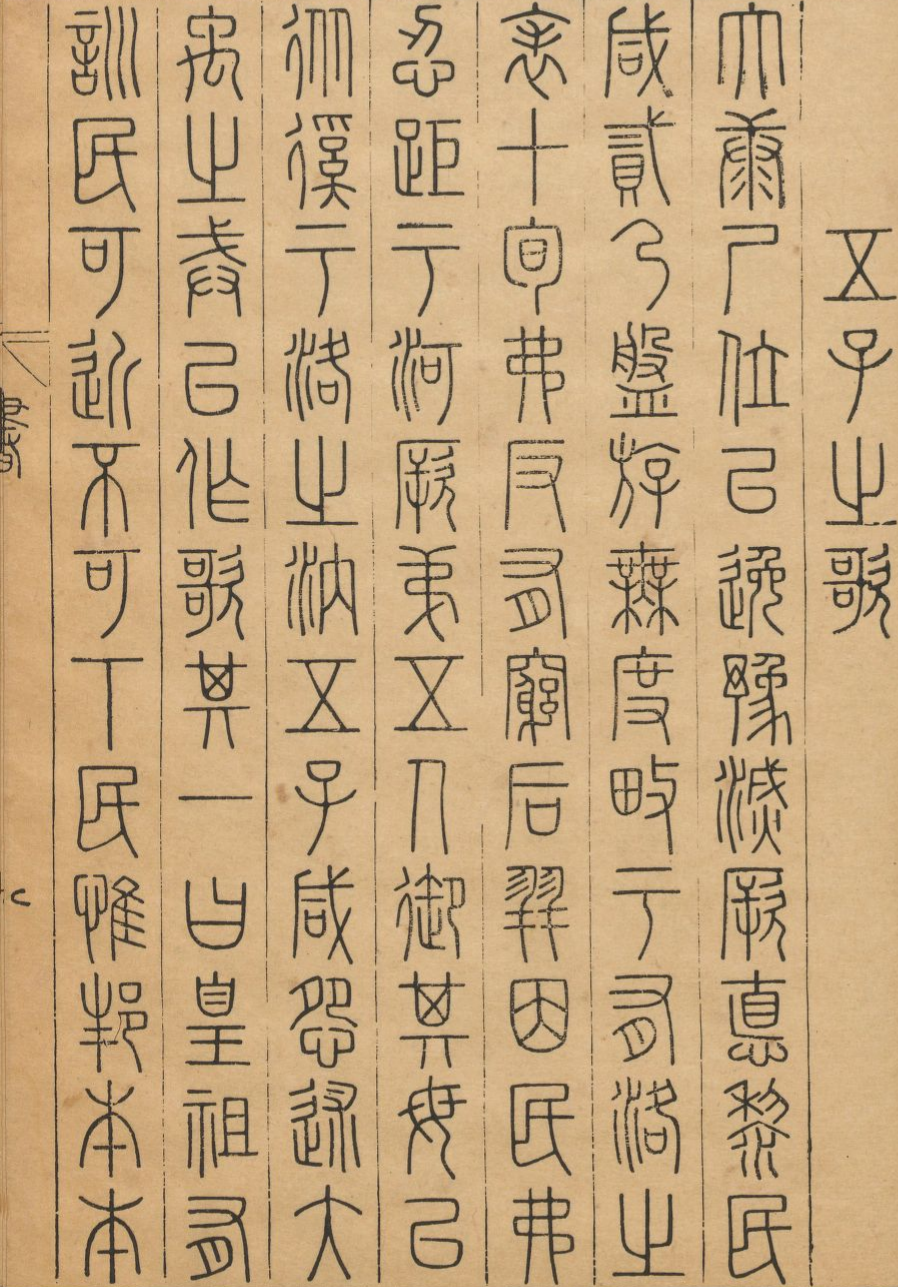 五子之歌
太康尸位以逸豫滅厥悳黎民
咸貳乃盤斿無度畋于有洛之
表十旬弗反有窮后羿因民弗
忍距于河厥弟五人御其母以
从徯于洛之汭五子咸怨述大
禹之戒以作歌其一曰皇祖有
訓民可近不可下民惟邦本本